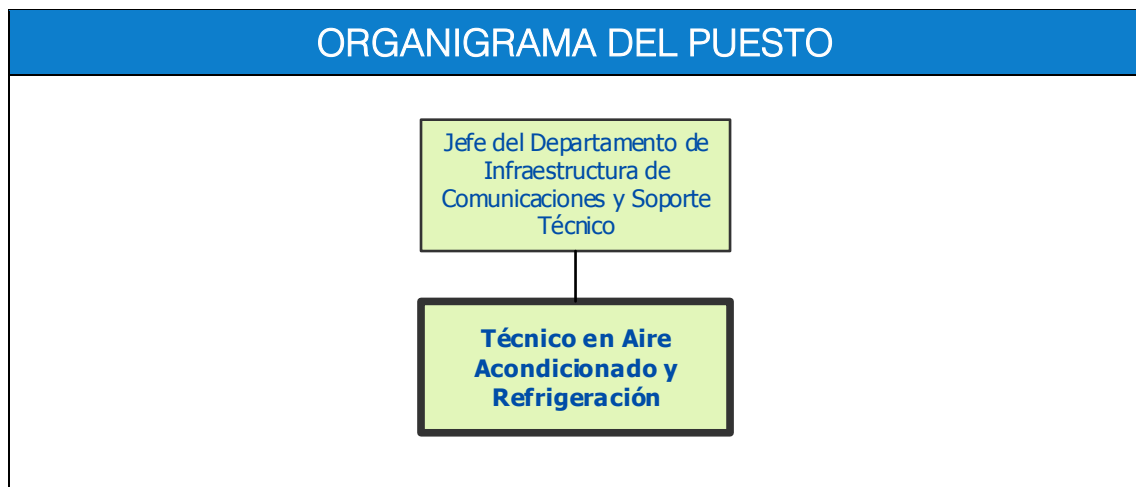 ORGANIGRAMA DEL PUESTO
Jefe del Departamento de
Infraestructura de
Comunicaciones y Soporte
Técnico
Técnico en Aire
Acondicionado y
Refrigeración